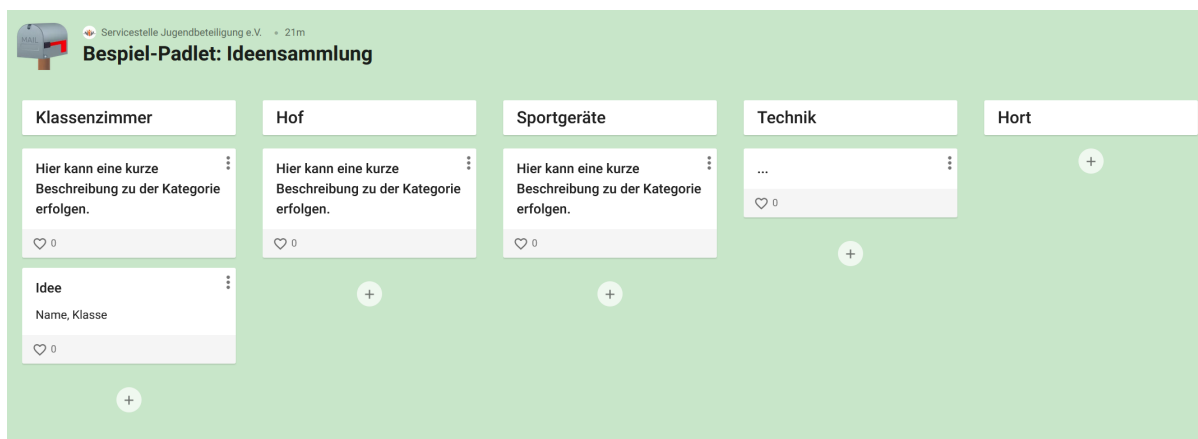 MAIL
Servicestelle Jugendbeteiligung e.V. • 21m
Bespiel-Padlet: Ideensammlung
Klassenzimmer
Hier kann eine kurze
Beschreibung zu der Kategorie
erfolgen.
0
Idee
Name, Klasse
0
+
Hof
Hier kann eine kurze
Beschreibung zu der Kategorie
erfolgen.
0
+
Sportgeräte
Hier kann eine kurze
Beschreibung zu der Kategorie
erfolgen.
0
+
Technik
...
0
+
Hort
+